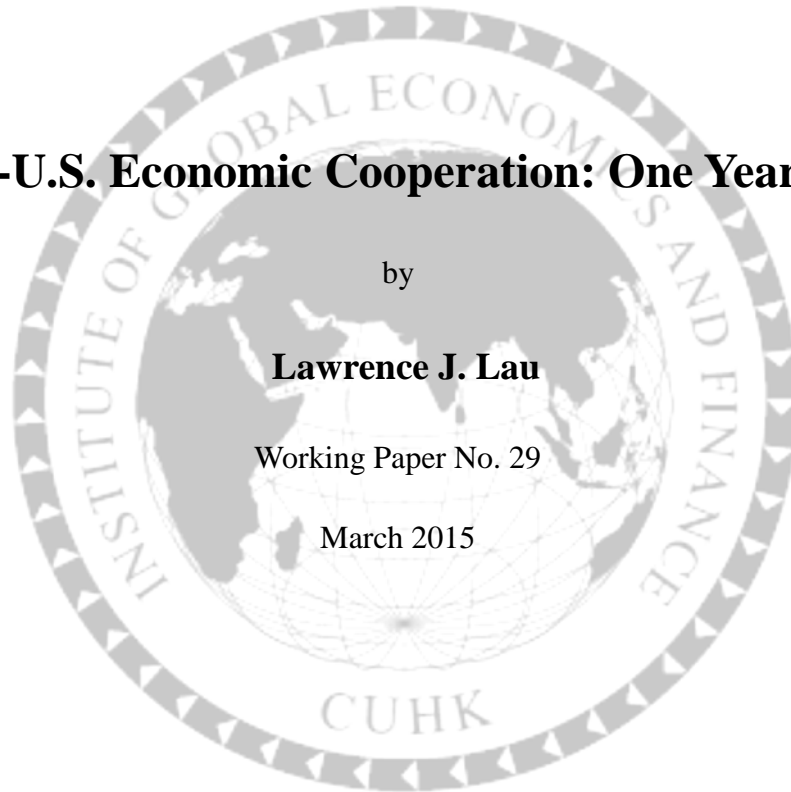 INSTITUTE OF GLOBAL ECONOMICS AND FINANCE
-U.S. Economic Cooperation: One Year
by
Lawrence J. Lau
Working Paper No. 29
March 2015
CUHK